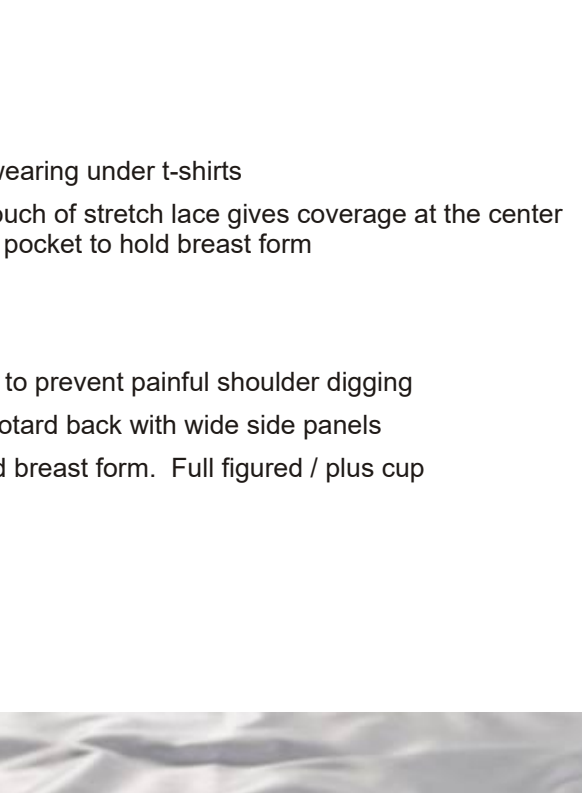 wearing under t-shirts
ouch of stretch lace gives coverage at the center
pocket to hold breast form
to prevent painful shoulder digging
otard back with wide side panels
d breast form.  Full figured / plus cup